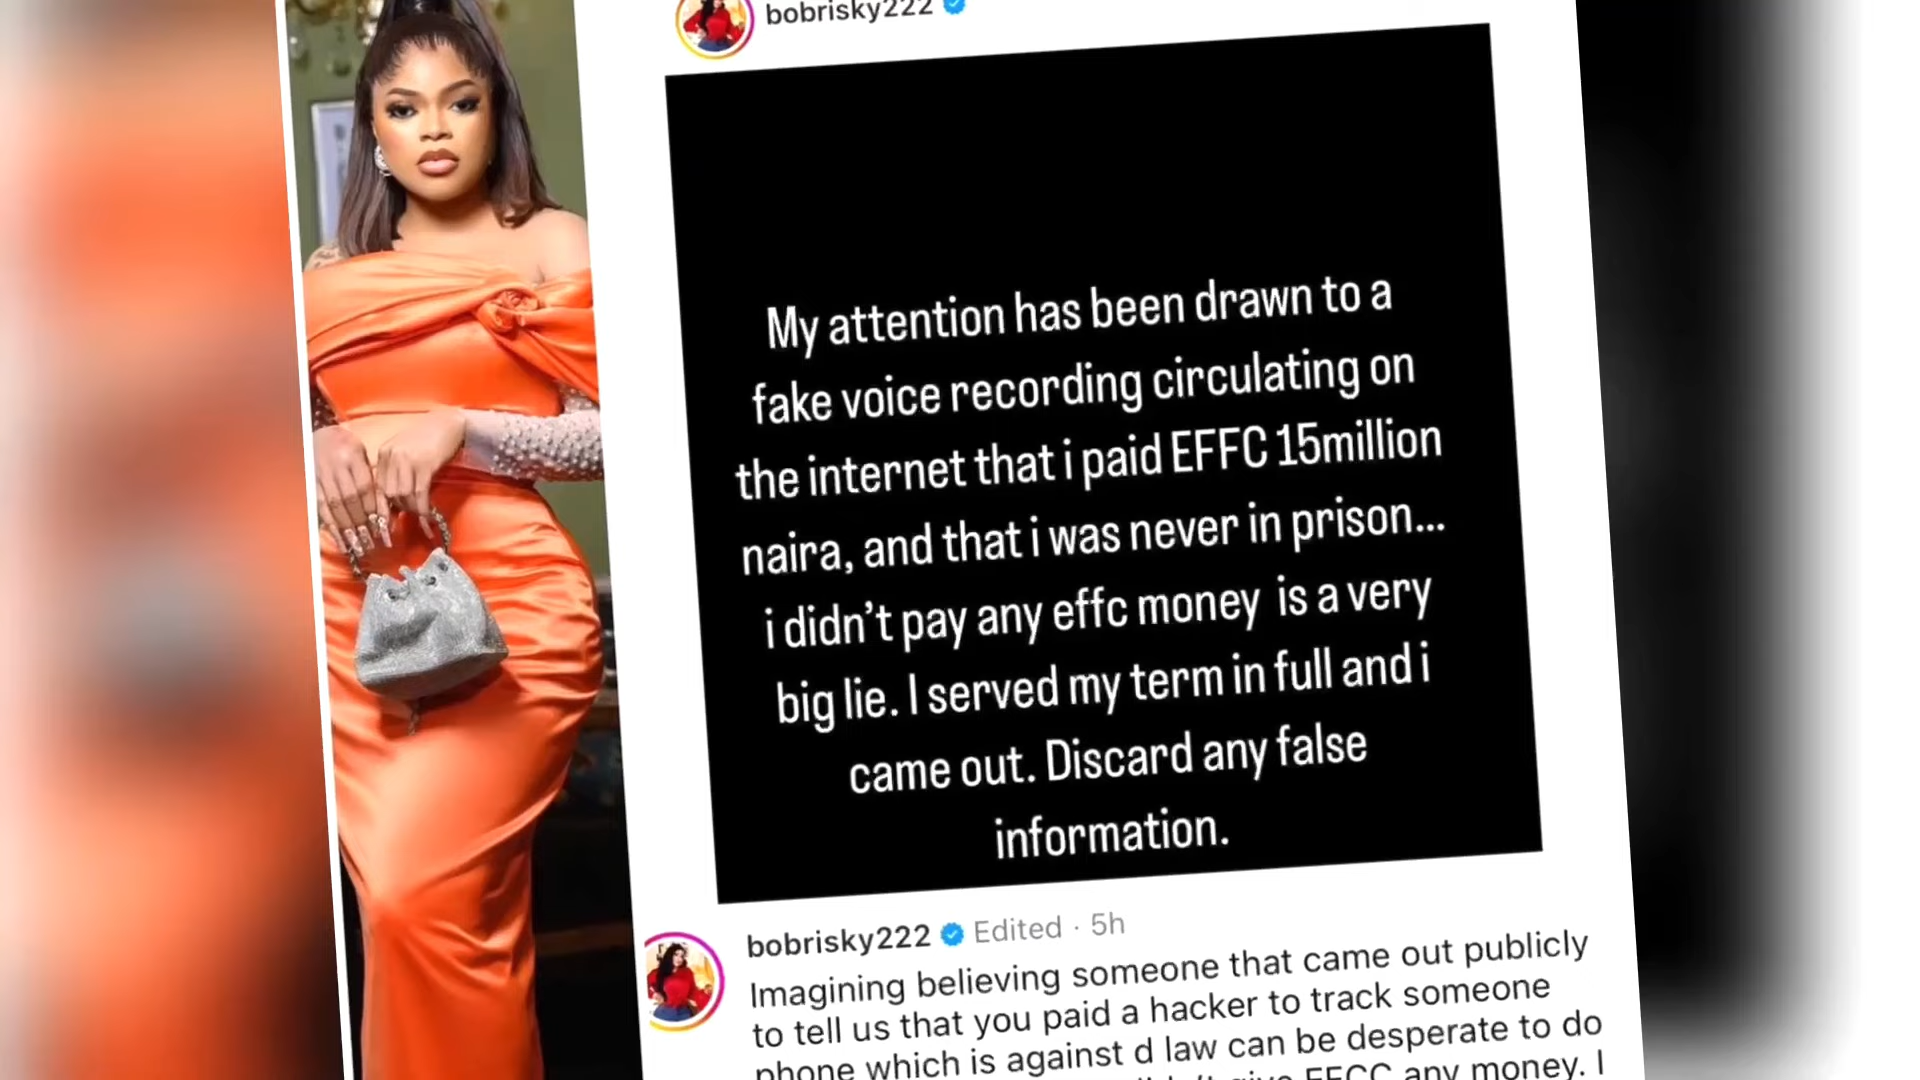 bobrisky222
My attention has been drawn to a
fake voice recording circulating on
the internet that i paid EFFC 15million
naira, and that i was never in prison...
i didn't pay any effc money is a very
big lie. I served my term in full and i
came out. Discard any false
information.
bobrisky222 Edited · 5h
Imagining believing someone that came out publicly
to tell us that you paid a hacker to track someone
phone which is against d law can be desperate to do
give EFCC any money. I